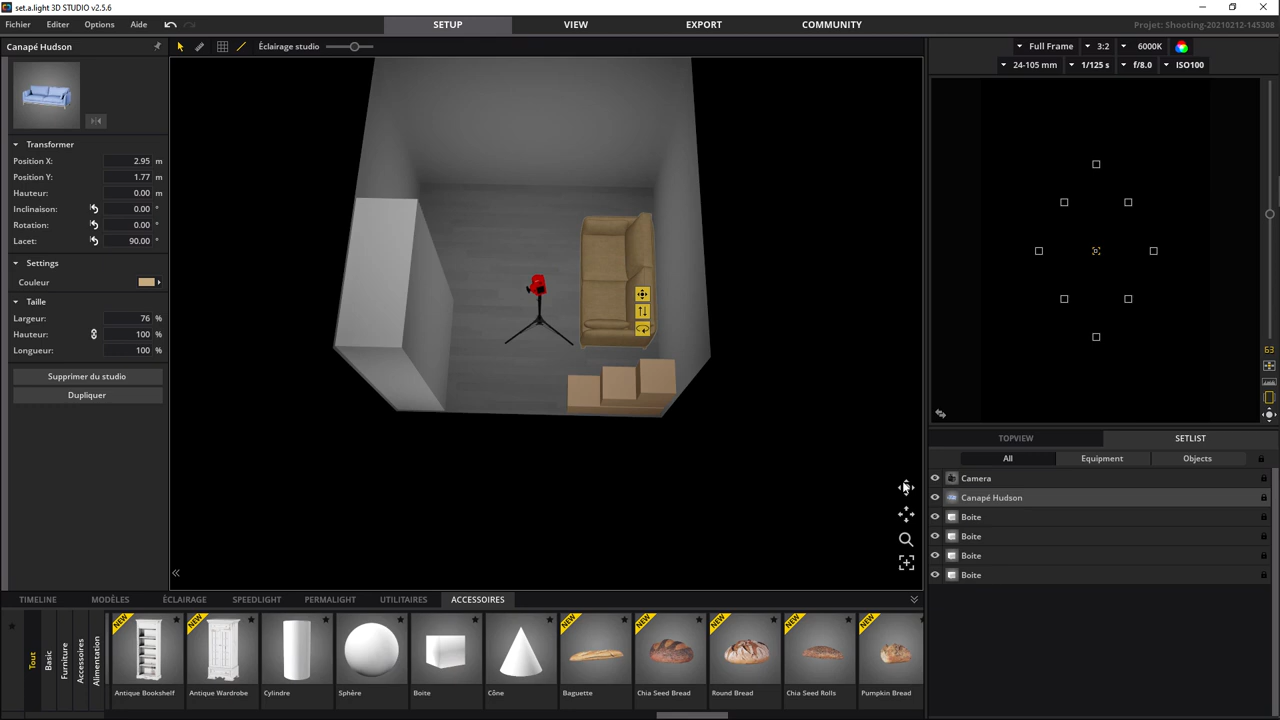 set.a.light 3D STUDIO v2.5.6
Fichier Editer Options Aide SETUP VIEW EXPORT COMMUNITY Projet: Shooting-20210212-145308
Canapé Hudson
Éclairage studio
Full Frame 3:2 6000K
24-105 mm 1/125 s f/8.0 ISO100
Transformer
Position X: 2.95 m
Position Y: 1.77 m
Hauteur: 0.00 m
Inclinaison: 0.00 °
Rotation: 0.00 °
Lacet: 90.00 °
Settings
Couleur
Taille
Largeur: 76 %
Hauteur: 100 %
Longueur: 100 %
Supprimer du studio
Dupliquer
63
TOPVIEW SETLIST
All Equipment Objects
Camera
Canapé Hudson
Boite
Boite
Boite
Boite
TIMELINE MODÈLES ÉCLAIRAGE SPEEDLIGHT PERMALIGHT UTILITAIRES ACCESSOIRES
Tout Basic Furniture Accessoires Alimentation
NEW NEW NEW NEW NEW NEW NEW
Antique Bookshelf Antique Wardrobe Cylindre Sphère Boite Cône Baguette Chia Seed Bread Round Bread Chia Seed Rolls Pumpkin Bread